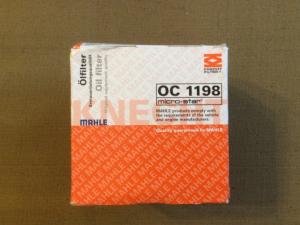 Ölfilter
Oil filter
MAHLE
KNECHT
OC 1198
micro-star
MAHLE products comply with
the requirements of the vehicle
and engine manufacturers.
Quality guaranteed by MAHLE